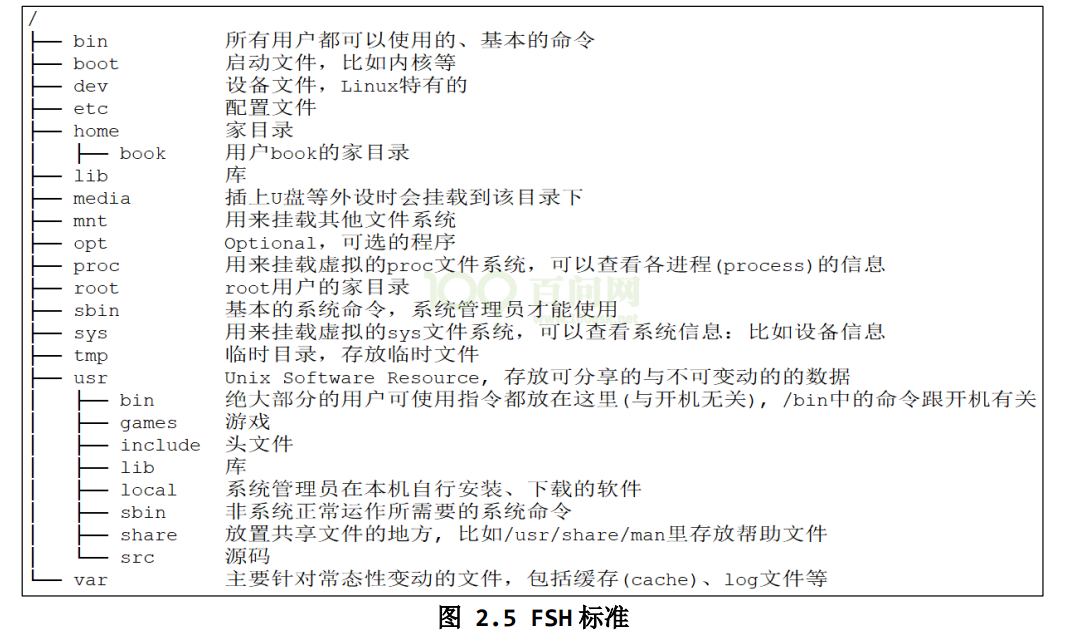 /
├── bin 所有用户都可以使用的、基本的命令
├── boot 启动文件，比如内核等
├── dev 设备文件，Linux特有的
├── etc 配置文件
├── home 家目录
│   ├── book 用户book的家目录
├── lib 库
├── media 插上U盘等外设时会挂载到该目录下
├── mnt 用来挂载其他文件系统
├── opt Optional，可选的程序
├── proc 用来挂载虚拟的proc文件系统，可以查看各进程(process)的信息
├── root root用户的家目录
├── sbin 基本的系统命令，系统管理员才能使用
├── sys 用来挂载虚拟的sys文件系统，可以查看系统信息：比如设备信息
├── tmp 临时目录，存放临时文件
├── usr Unix Software Resource, 存放可分享的与不可变动的的数据
│   ├── bin 绝大部分的用户可使用指令都放在这里(与开机无关), /bin中的命令跟开机有关
│   ├── games 游戏
│   ├── include 头文件
│   ├── lib 库
│   ├── local 系统管理员在本机自行安装、下载的软件
│   ├── sbin 非系统正常运作所需要的系统命令
│   ├── share 放置共享文件的地方, 比如/usr/share/man里存放帮助文件
│   └── src 源码
└── var 主要针对常态性变动的文件，包括缓存(cache)、log文件等
100 百问网
图 2.5 FSH 标准